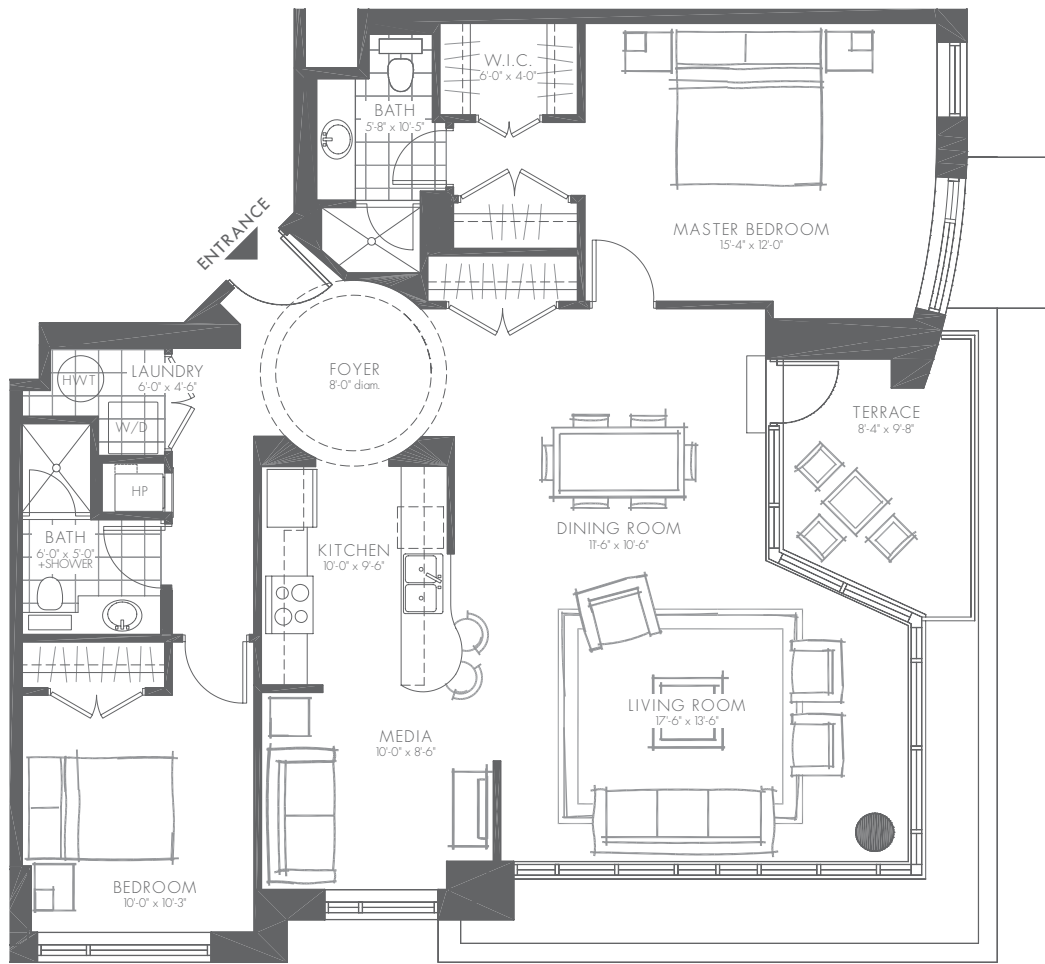 W.I.C.
6'-0" x 4-0"
BATH
5'-8" x 10'-5"
ENTRANCE
MASTER BEDROOM
15'-4" x 12'-0"
LAUNDRY
6'-0" x 4'-6"
HWT
W/D
FOYER
8'-0" diam.
TERRACE
8'-4" x 9'-8"
HP
BATH
6'-0" x 5'-0"
+SHOWER
KITCHEN
10'-0" x 9'-6"
DINING ROOM
11'-6" x 10'-6"
LIVING ROOM
17'-6" x 13'-6"
MEDIA
10'-0" x 8'-6"
BEDROOM
10'-0" x 10'-3"